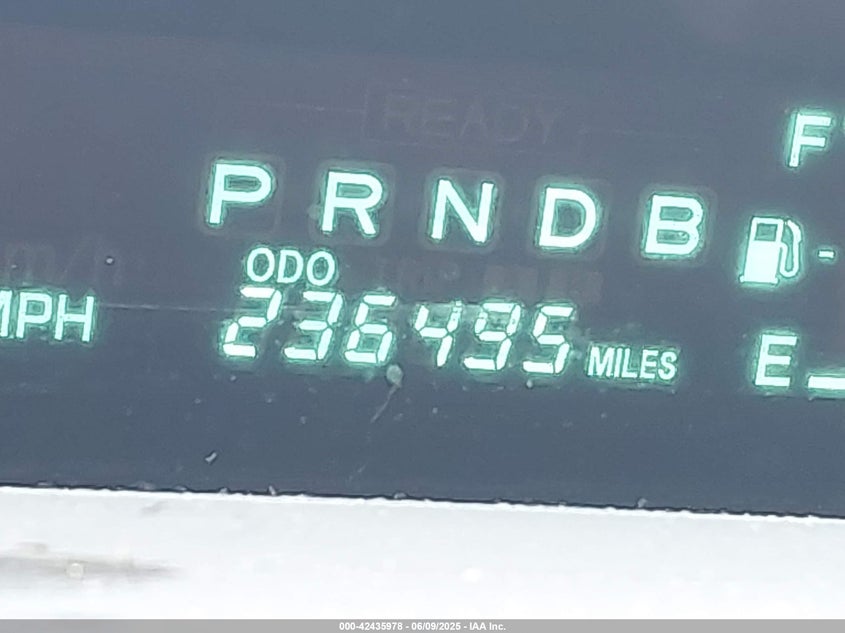 READY
F
P R N D B
ODO
MPH
236495 MILES
E
000-42435978 - 06/09/2025 - IAA Inc.